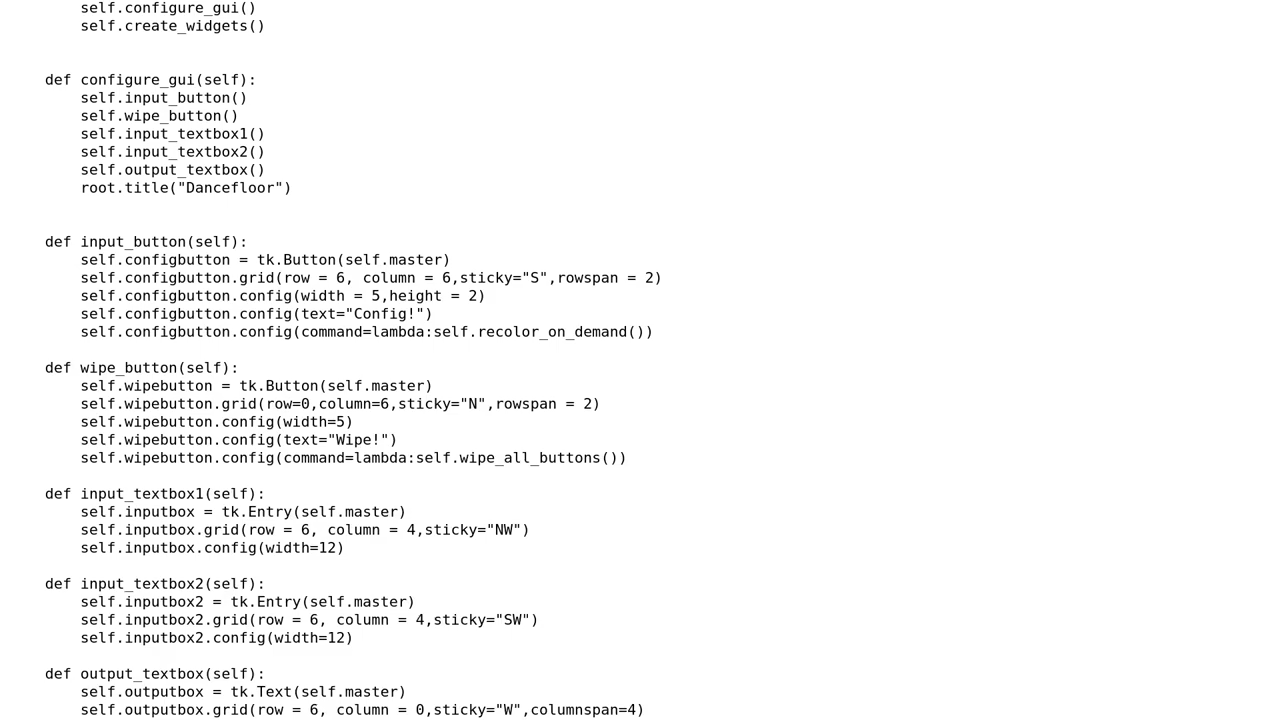 self.configure_gui()
self.create_widgets()
def configure_gui(self):
self.input_button()
self.wipe_button()
self.input_textbox1()
self.input_textbox2()
self.output_textbox()
root.title("Dancefloor")
def input_button(self):
self.configbutton = tk.Button(self.master)
self.configbutton.grid(row = 6, column = 6,sticky="S",rowspan = 2)
self.configbutton.config(width = 5,height = 2)
self.configbutton.config(text="Config!")
self.configbutton.config(command=lambda:self.recolor_on_demand())
def wipe_button(self):
self.wipebutton = tk.Button(self.master)
self.wipebutton.grid(row=0,column=6,sticky="N",rowspan = 2)
self.wipebutton.config(width=5)
self.wipebutton.config(text="Wipe!")
self.wipebutton.config(command=lambda:self.wipe_all_buttons())
def input_textbox1(self):
self.inputbox = tk.Entry(self.master)
self.inputbox.grid(row = 6, column = 4,sticky="NW")
self.inputbox.config(width=12)
def input_textbox2(self):
self.inputbox2 = tk.Entry(self.master)
self.inputbox2.grid(row = 6, column = 4,sticky="SW")
self.inputbox2.config(width=12)
def output_textbox(self):
self.outputbox = tk.Text(self.master)
self.outputbox.grid(row = 6, column = 0,sticky="W",columnspan=4)